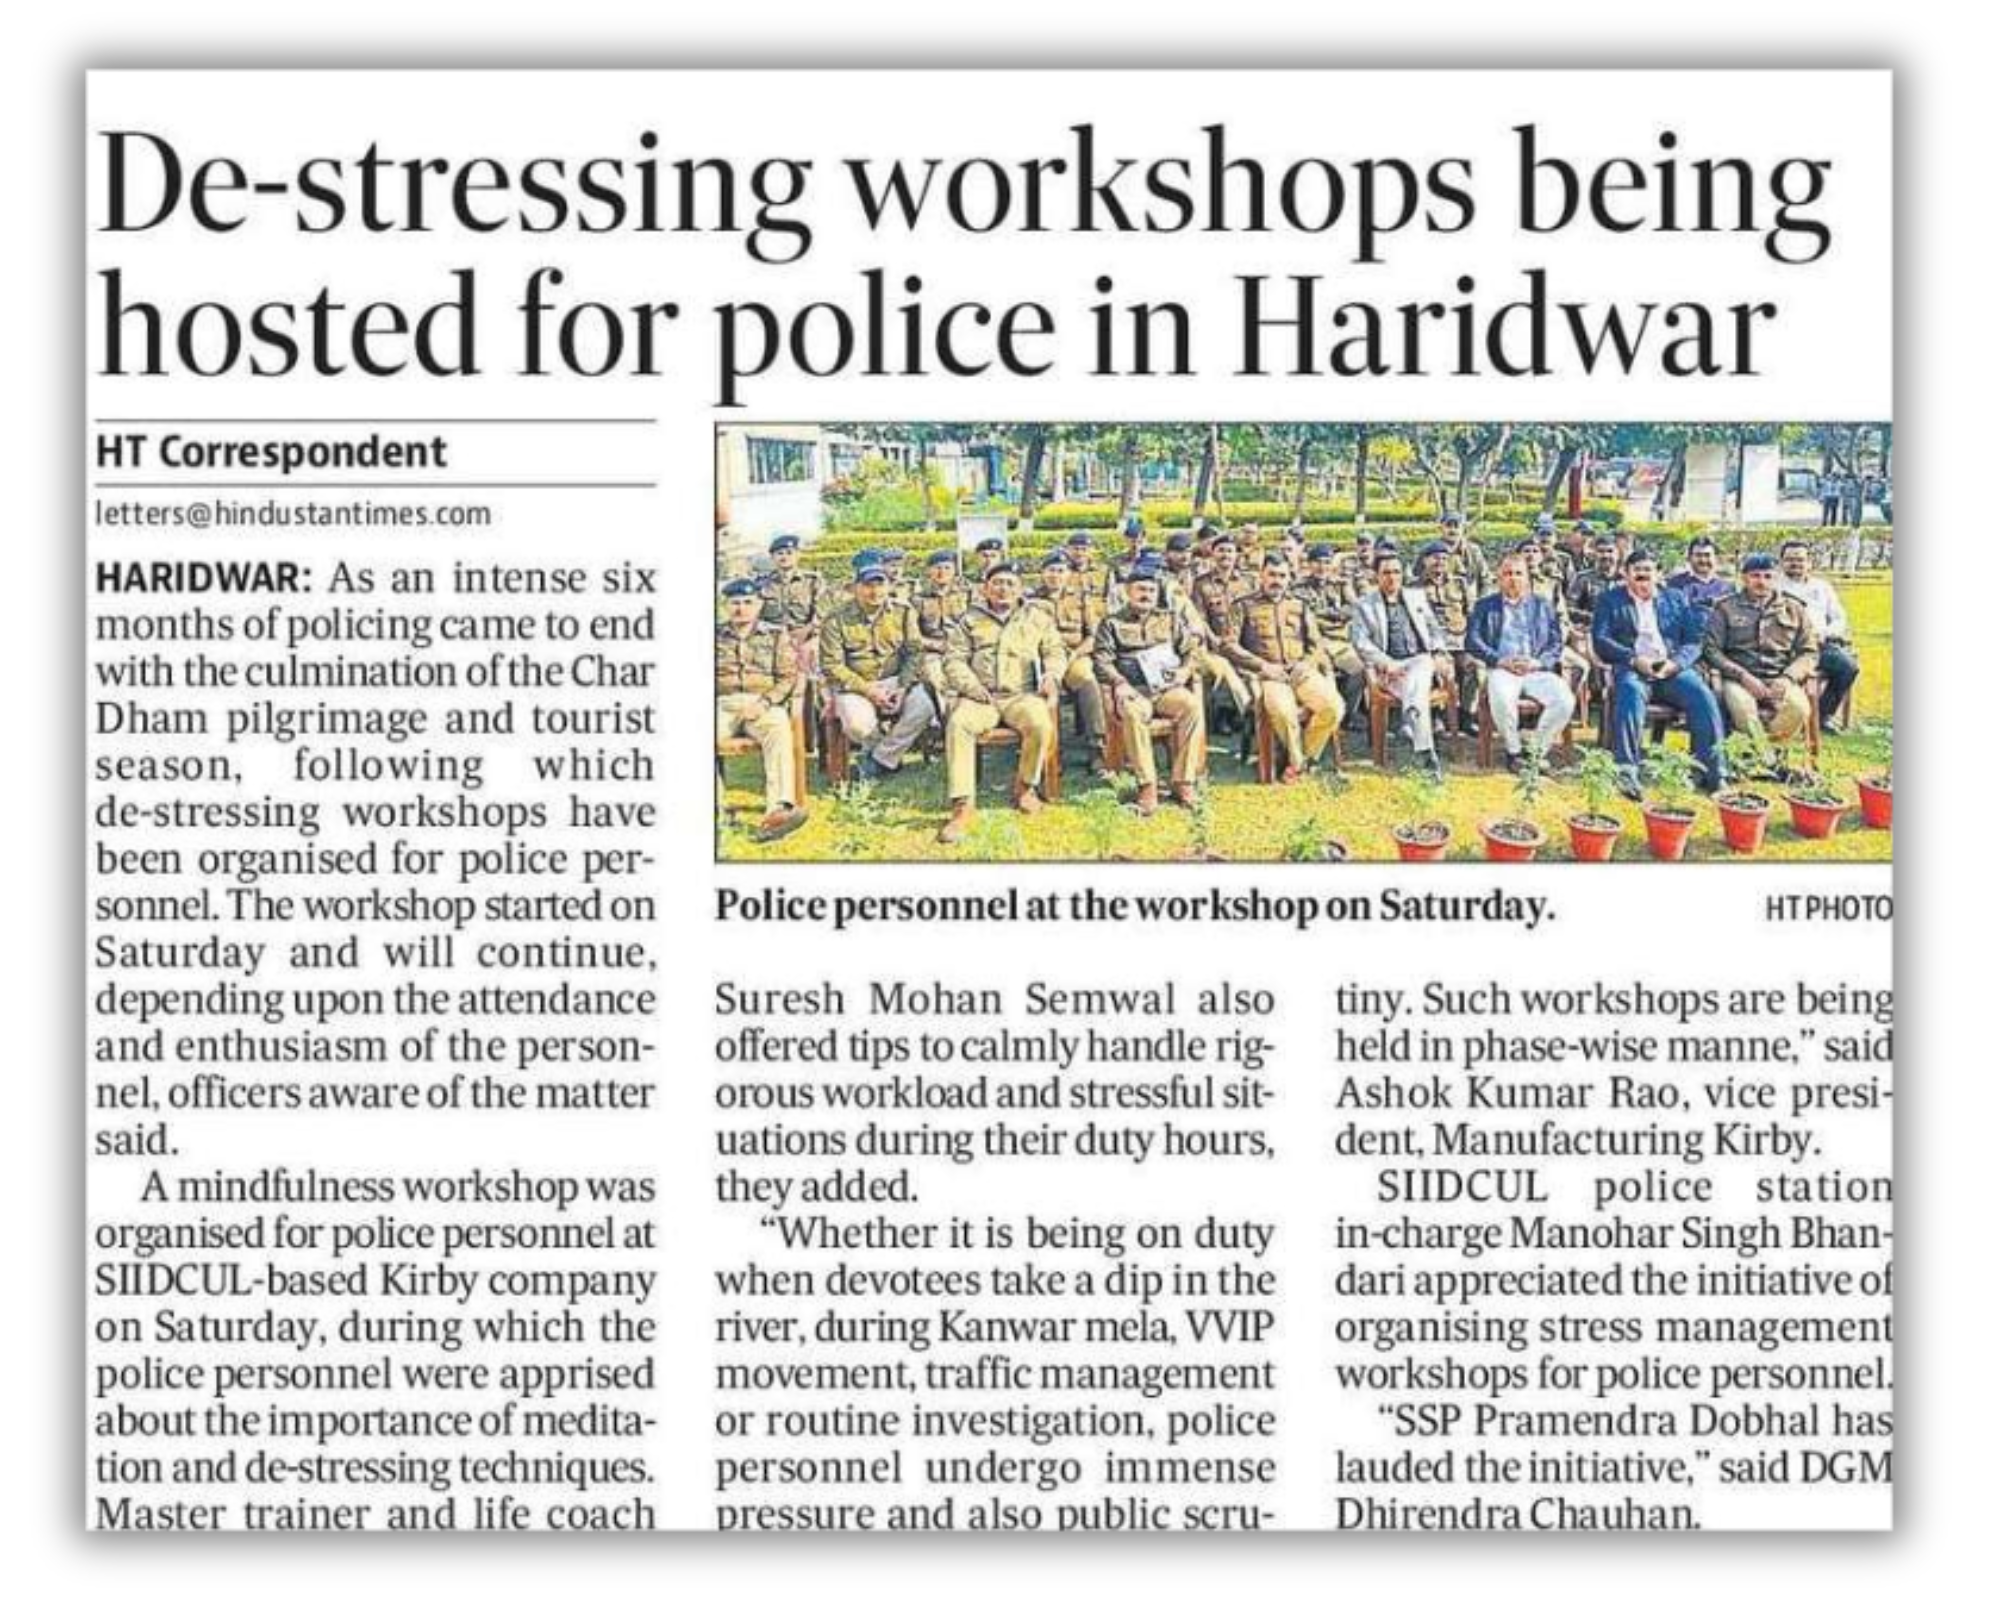 De-stressing workshops being
hosted for police in Haridwar
HT Correspondent
letters@hindustantimes.com
HARIDWAR: As an intense six
months of policing came to end
with the culmination of the Char
Dham pilgrimage and tourist
season, following which
de-stressing workshops have
been organised for police per-
sonnel. The workshop started on
Saturday and will continue,
depending upon the attendance
and enthusiasm of the person-
nel, officers aware of the matter
said.
A mindfulness workshop was
organised for police personnel at
SIIDCUL-based Kirby company
on Saturday, during which the
police personnel were apprised
about the importance of medita-
tion and de-stressing techniques.
Master trainer and life coach
Police personnel at the workshop on Saturday.
HT PHOTO
Suresh Mohan Semwal also
offered tips to calmly handle rig-
orous workload and stressful sit-
uations during their duty hours,
they added.
“Whether it is being on duty
when devotees take a dip in the
river, during Kanwar mela, VVIP
movement, traffic management
or routine investigation, police
personnel undergo immense
pressure and also public scru-
tiny. Such workshops are being
held in phase-wise manne,” said
Ashok Kumar Rao, vice presi-
dent, Manufacturing Kirby.
SIIDCUL police station
in-charge Manohar Singh Bhan-
dari appreciated the initiative of
organising stress management
workshops for police personnel.
“SSP Pramendra Dobhal has
lauded the initiative,” said DGM
Dhirendra Chauhan.